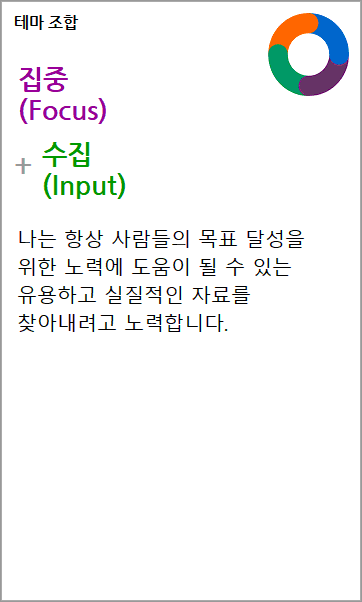 테마 조합
집중
(Focus)
+ 수집
(Input)
나는 항상 사람들의 목표 달성을
위한 노력에 도움이 될 수 있는
유용하고 실질적인 자료를
찾아내려고 노력합니다.